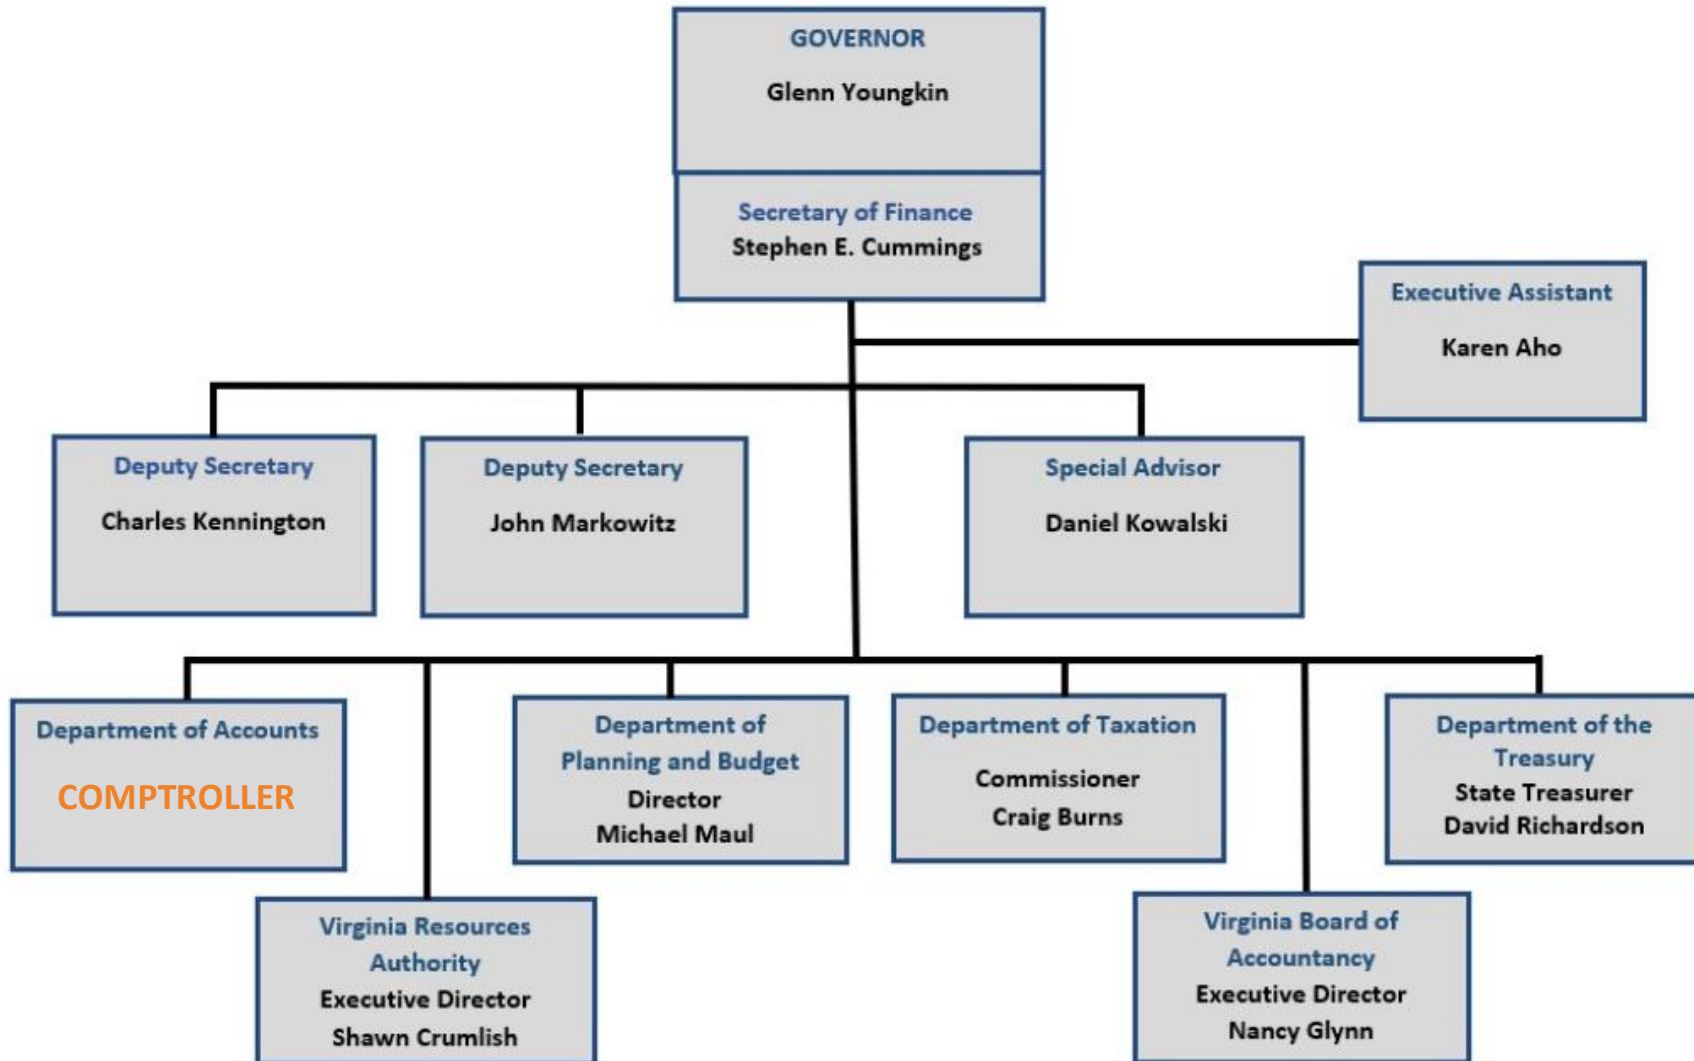 GOVERNOR
Glenn Youngkin
Secretary of Finance
Stephen E. Cummings
Executive Assistant
Karen Aho
Deputy Secretary
Charles Kennington
Deputy Secretary
John Markowitz
Special Advisor
Daniel Kowalski
Department of Accounts
COMPTROLLER
Department of
Planning and Budget
Director
Michael Maul
Department of Taxation
Commissioner
Craig Burns
Department of the
Treasury
State Treasurer
David Richardson
Virginia Resources
Authority
Executive Director
Shawn Crumlish
Virginia Board of
Accountancy
Executive Director
Nancy Glynn